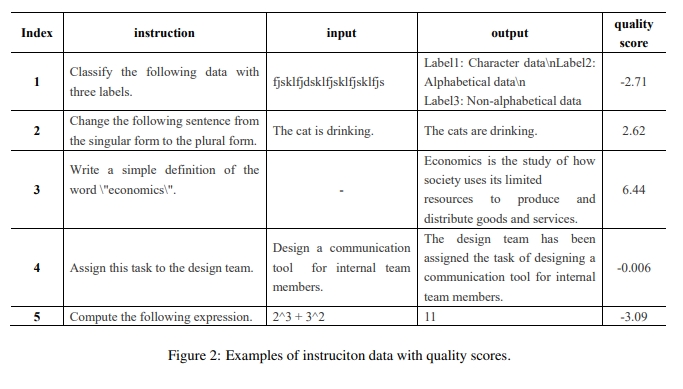 Index instruction input output quality score
1 Classify the following data with three labels. fjsklfjdsklfjsklfjsklfjs Label1: Character data\nLabel2: Alphabetical data\n Label3: Non-alphabetical data -2.71
2 Change the following sentence from the singular form to the plural form. The cat is drinking. The cats are drinking. 2.62
3 Write a simple definition of the word \"economics\". - Economics is the study of how society uses its limited resources to produce and distribute goods and services. 6.44
4 Assign this task to the design team. Design a communication tool for internal team members. The design team has been assigned the task of designing a communication tool for internal team members. -0.006
5 Compute the following expression. 2^3 + 3^2 11 -3.09
Figure 2: Examples of instruciton data with quality scores.